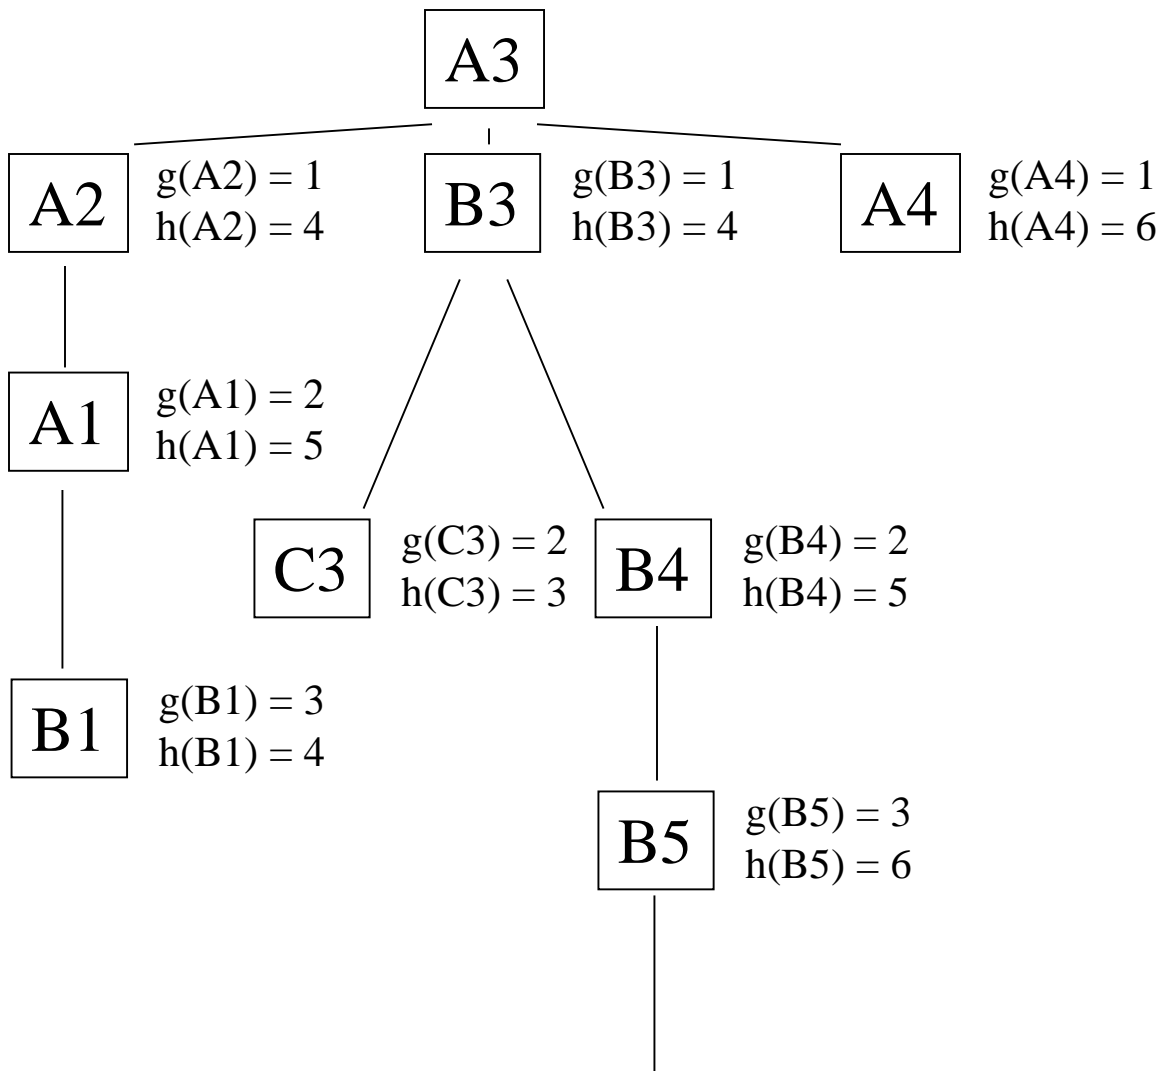 A3
A2
g(A2) = 1
h(A2) = 4
B3
g(B3) = 1
h(B3) = 4
A4
g(A4) = 1
h(A4) = 6
A1
g(A1) = 2
h(A1) = 5
C3
g(C3) = 2
h(C3) = 3
B4
g(B4) = 2
h(B4) = 5
B1
g(B1) = 3
h(B1) = 4
B5
g(B5) = 3
h(B5) = 6